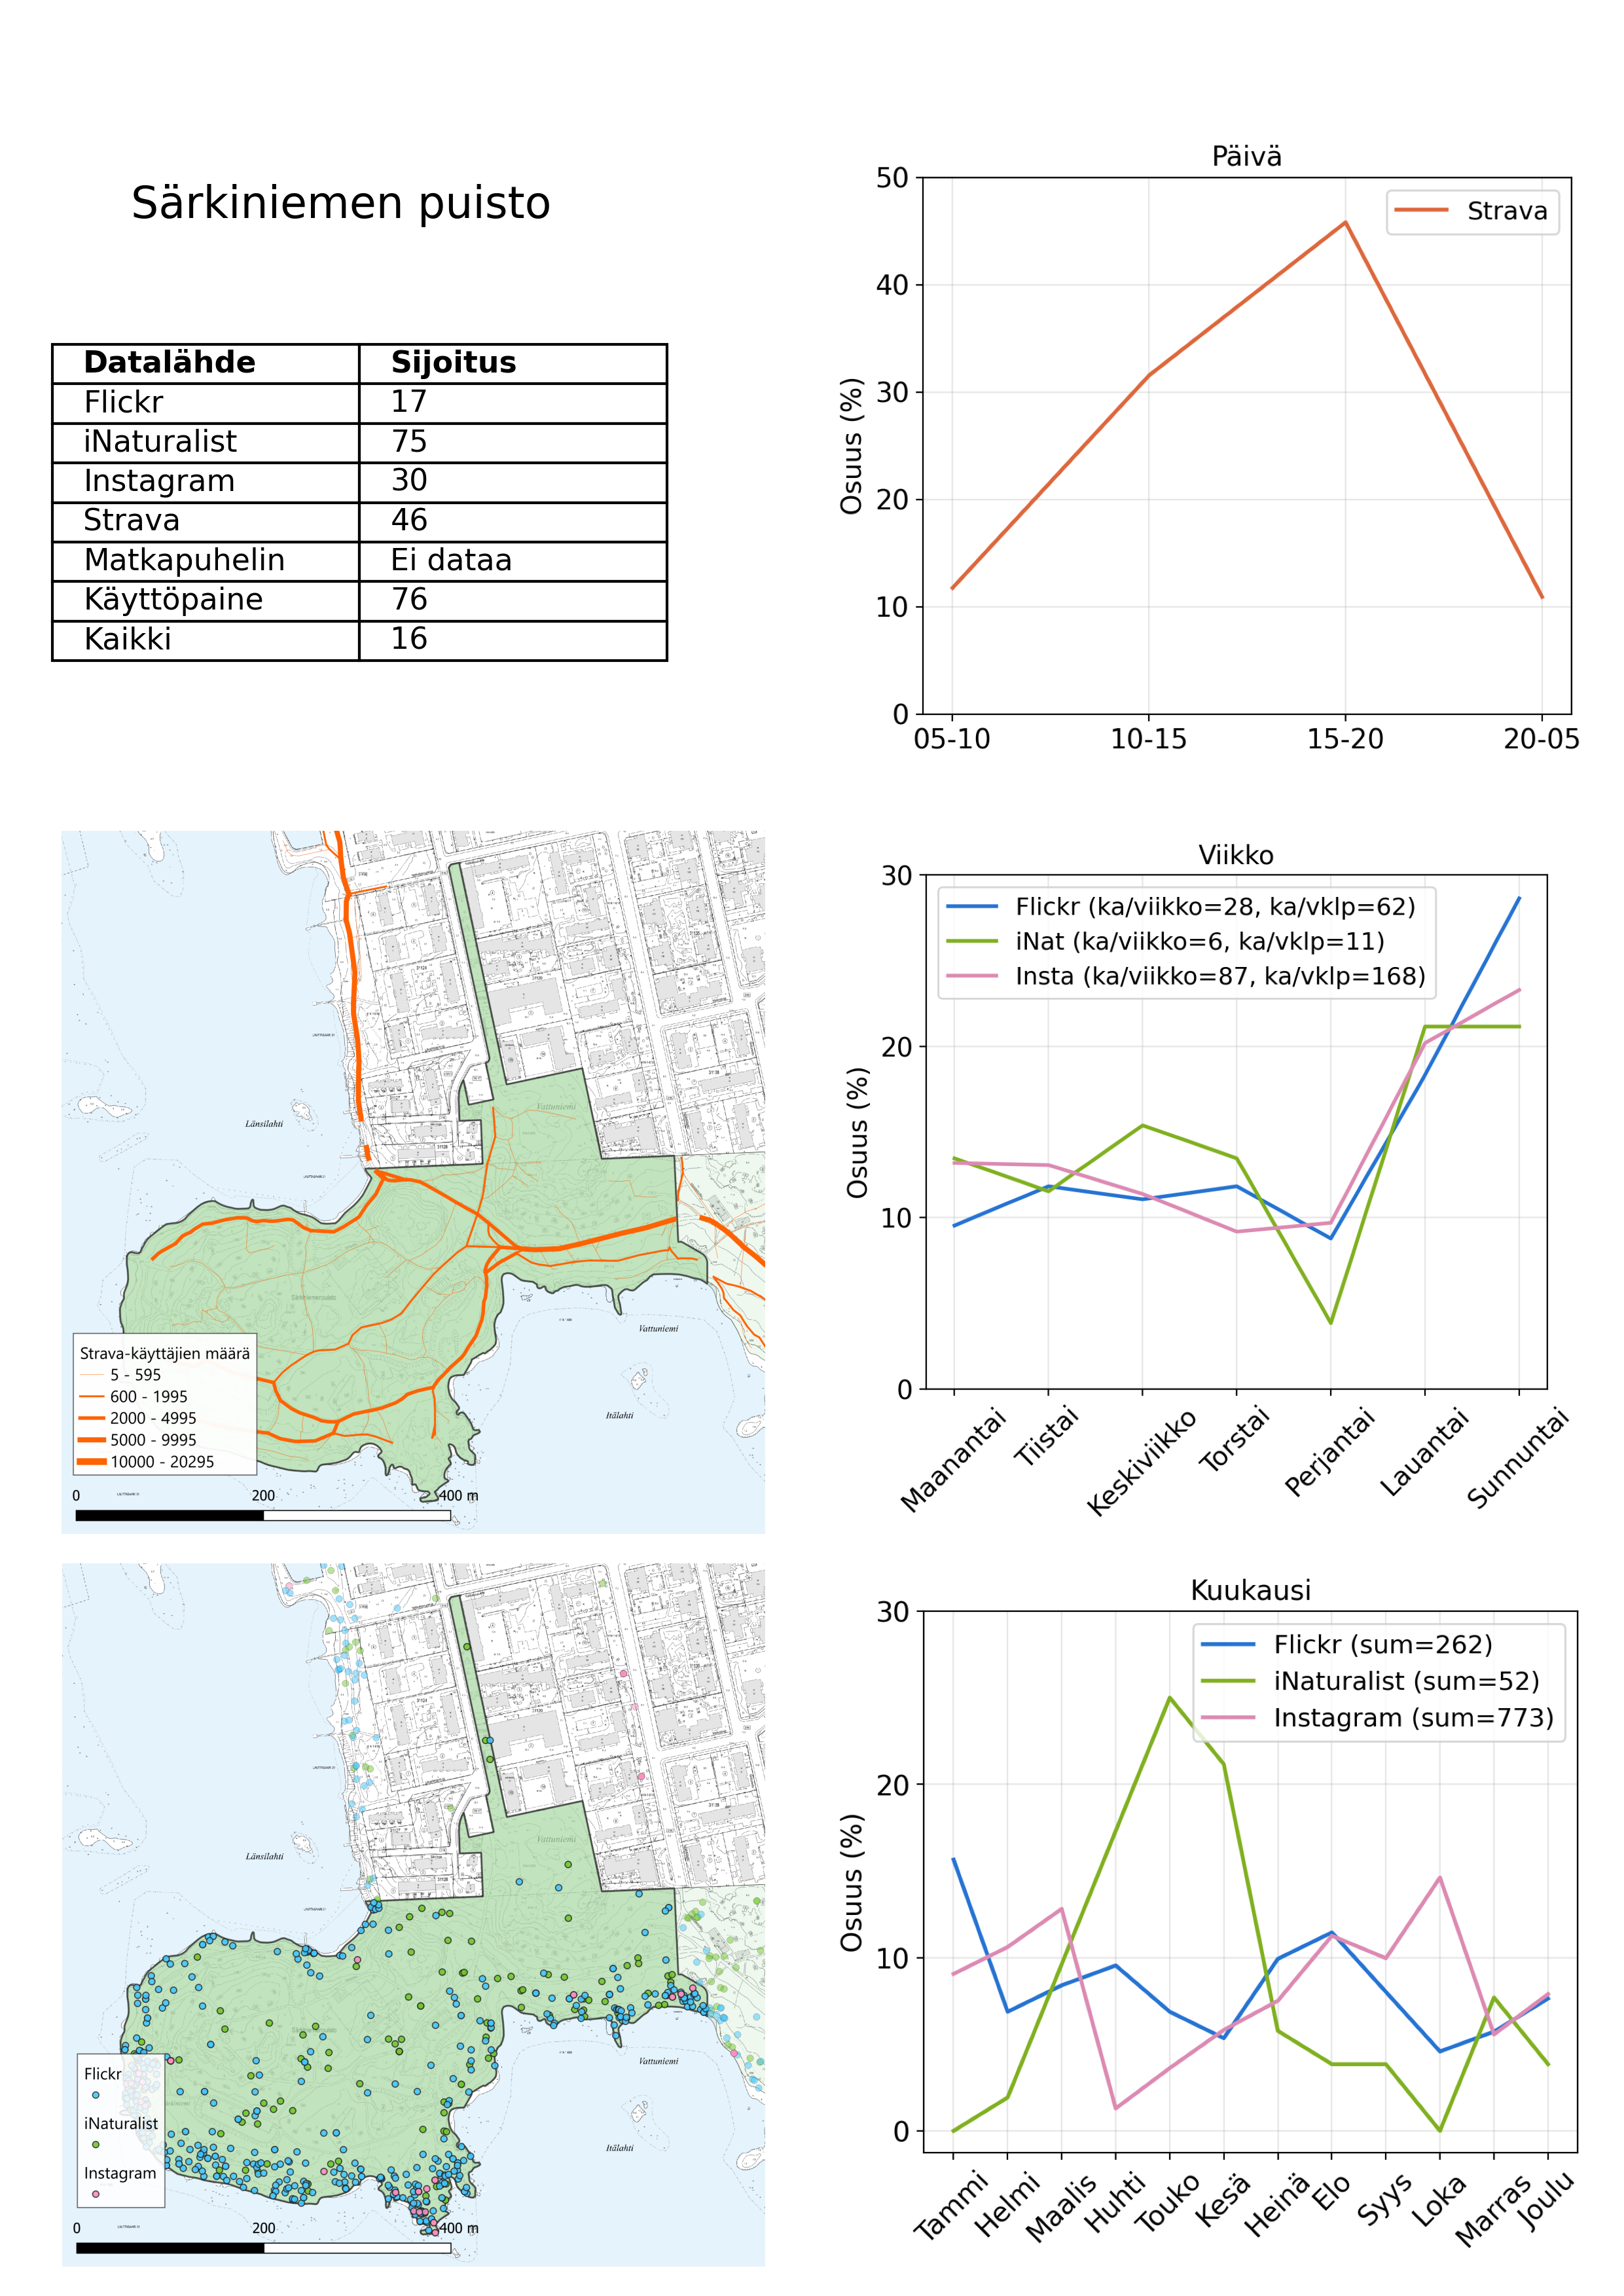 Särkiniemen puisto
Datalähde Sijoitus
Flickr 17
iNaturalist 75
Instagram 30
Strava 46
Matkapuhelin Ei dataa
Käyttöpaine 76
Kaikki 16
Päivä
Strava
Osuus (%)
50
40
30
20
10
0
05-10 10-15 15-20 20-05
Länsilahti
Vattuniemi
Vattuniemi
Itälahti
Strava-käyttäjien määrä
5 - 595
600 - 1995
2000 - 4995
5000 - 9995
10000 - 20295
0 200 400 m
Viikko
Flickr (ka/viikko=28, ka/vklp=62)
iNat (ka/viikko=6, ka/vklp=11)
Insta (ka/viikko=87, ka/vklp=168)
Osuus (%)
30
20
10
0
Maanantai Tiistai Keskiviikko Torstai Perjantai Lauantai Sunnuntai
Länsilahti
Vattuniemi
Vattuniemi
Itälahti
Flickr
iNaturalist
Instagram
0 200 400 m
Kuukausi
Flickr (sum=262)
iNaturalist (sum=52)
Instagram (sum=773)
Osuus (%)
30
20
10
0
Tammi Helmi Maalis Huhti Touko Kesä Heinä Elo Syys Loka Marras Joulu